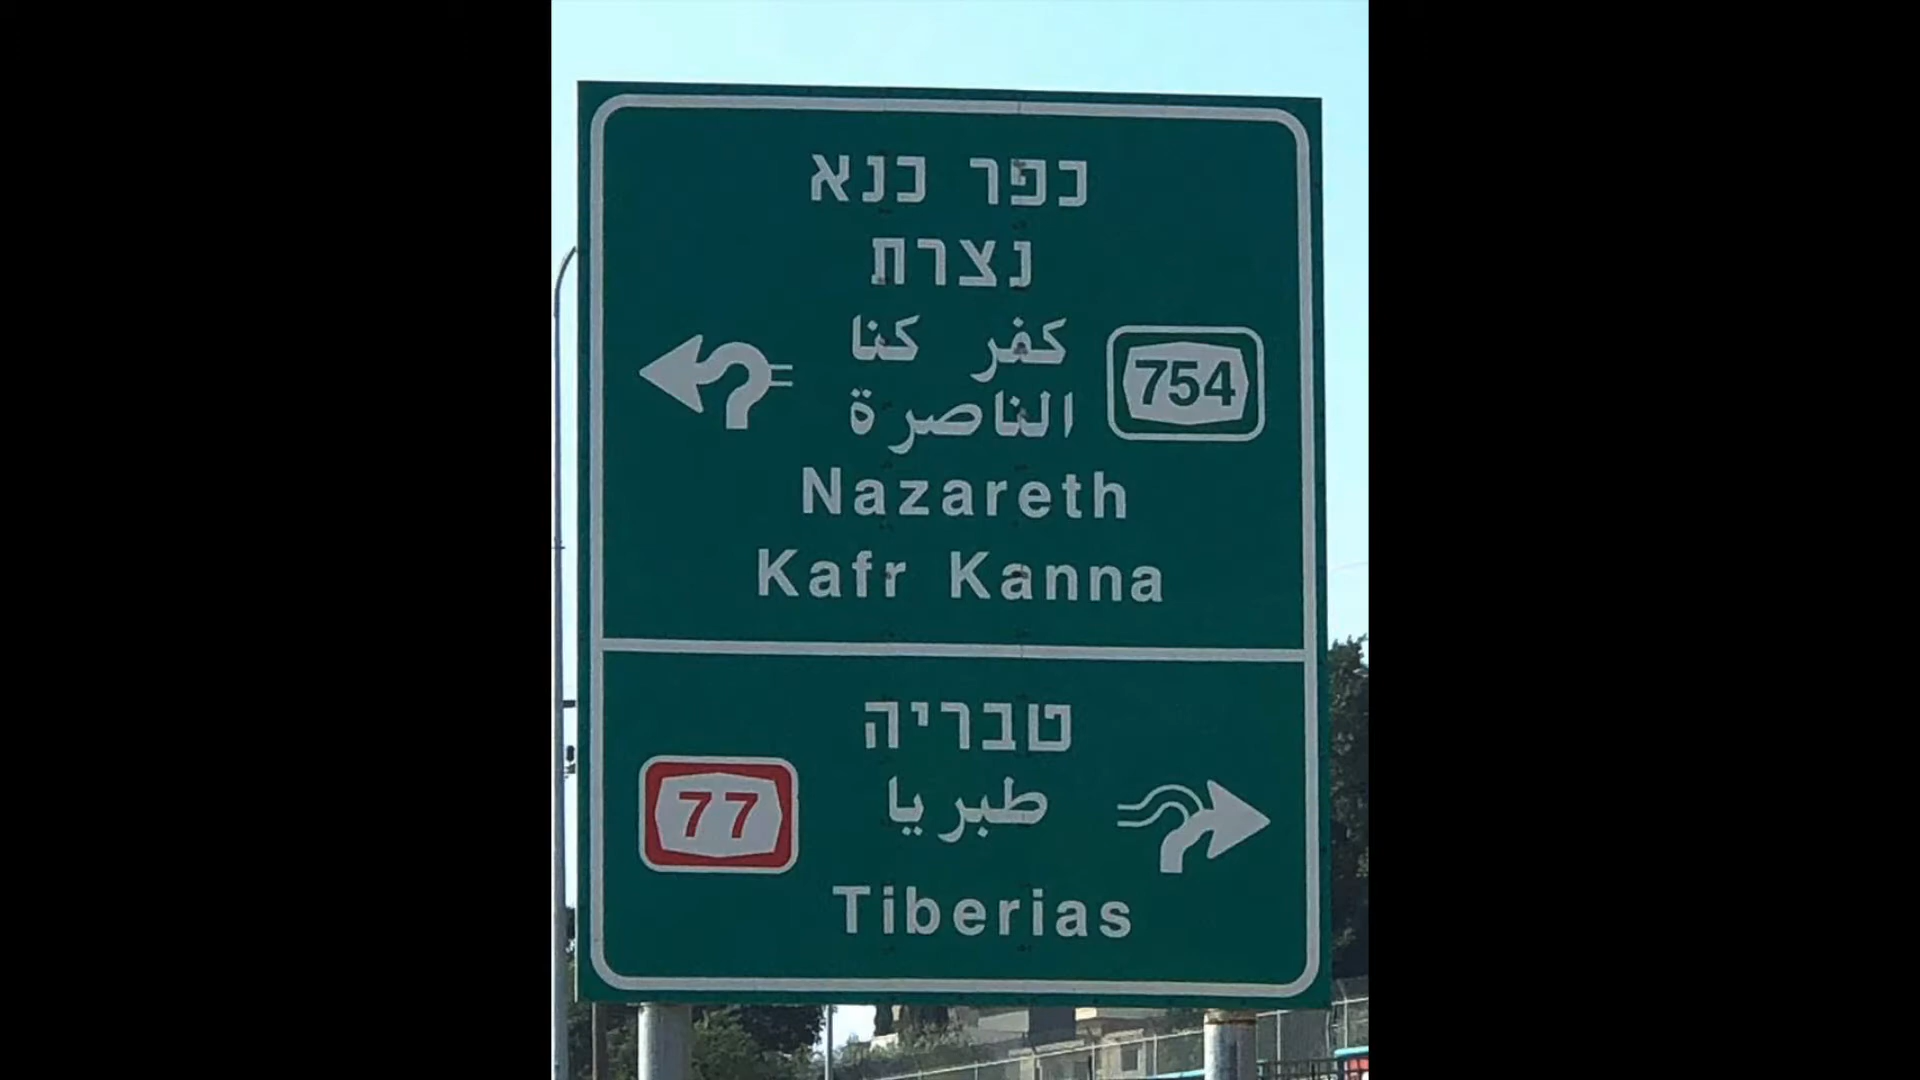 כפר כנא
נצרת
كفر كنا
754
الناصرة
Nazareth
Kafr Kanna
טבריה
77
طبريا
Tiberias